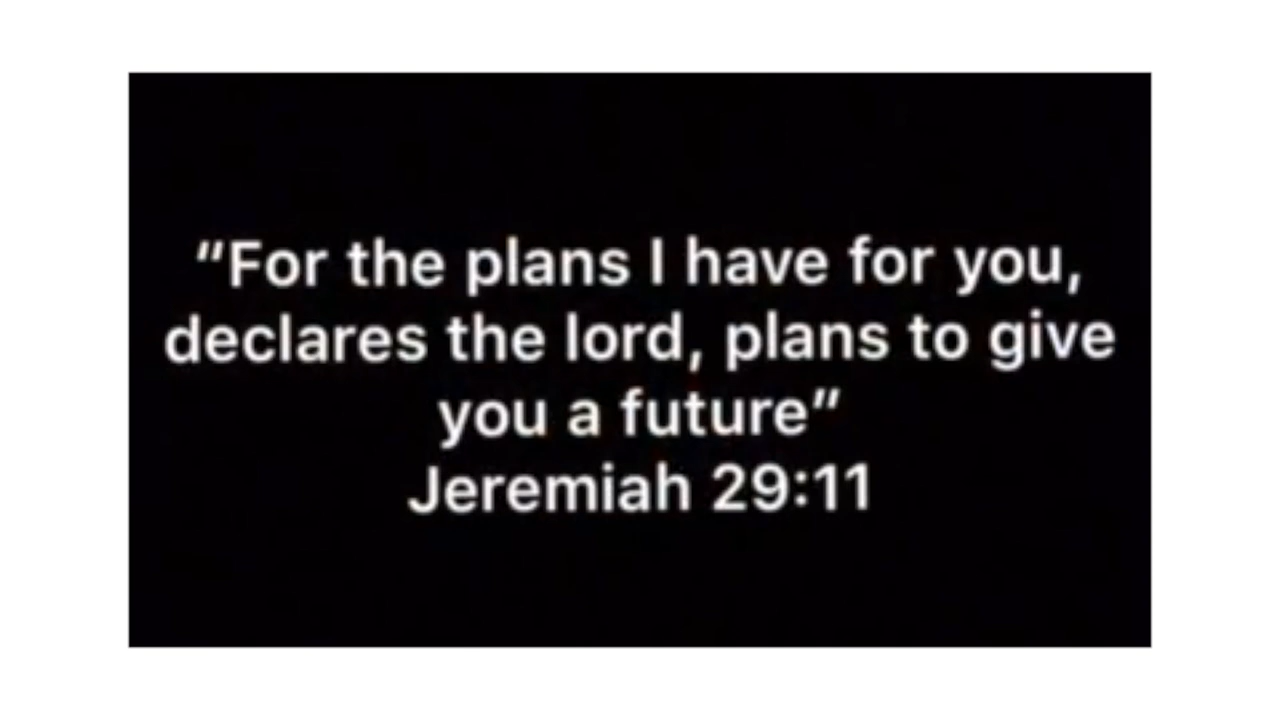 "For the plans I have for you,
declares the lord, plans to give
you a future"
Jeremiah 29:11